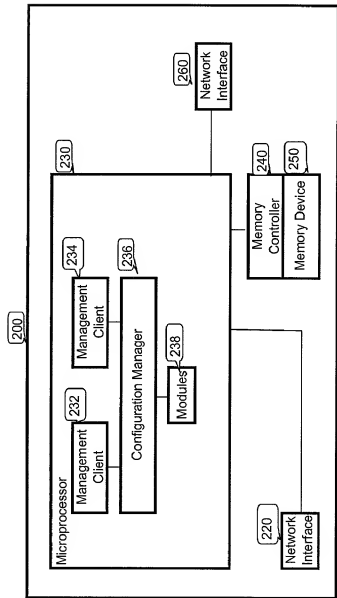 200
Microprocessor
230
232
Management
Client
234
Management
Client
236
Configuration Manager
238
Modules
220
Network
Interface
240
Memory
Controller
250
Memory Device
260
Network
Interface